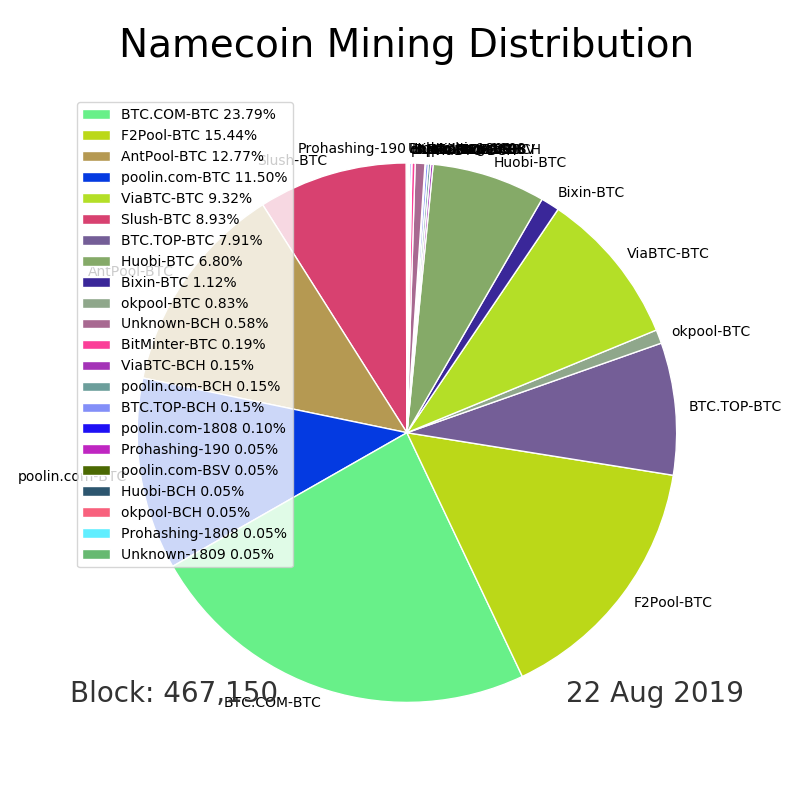 Namecoin Mining Distribution
BTC.COM-BTC 23.79%
F2Pool-BTC 15.44%
AntPool-BTC 12.77%
poolin.com-BTC 11.50%
ViaBTC-BTC 9.32%
Slush-BTC 8.93%
BTC.TOP-BTC 7.91%
Huobi-BTC 6.80%
Bixin-BTC 1.12%
okpool-BTC 0.83%
Unknown-BCH 0.58%
BitMinter-BTC 0.19%
ViaBTC-BCH 0.15%
poolin.com-BCH 0.15%
BTC.TOP-BCH 0.15%
poolin.com-1808 0.10%
Prohashing-190 0.05%
poolin.com-BSV 0.05%
Huobi-BCH 0.05%
okpool-BCH 0.05%
Prohashing-1808 0.05%
Unknown-1809 0.05%
Prohashing-190
Slush-BTC
Huobi-BTC
Bixin-BTC
ViaBTC-BTC
AntPool-BTC
okpool-BTC
BTC.TOP-BTC
poolin.com-BTC
F2Pool-BTC
BTC.COM-BTC
Block: 467,150
22 Aug 2019